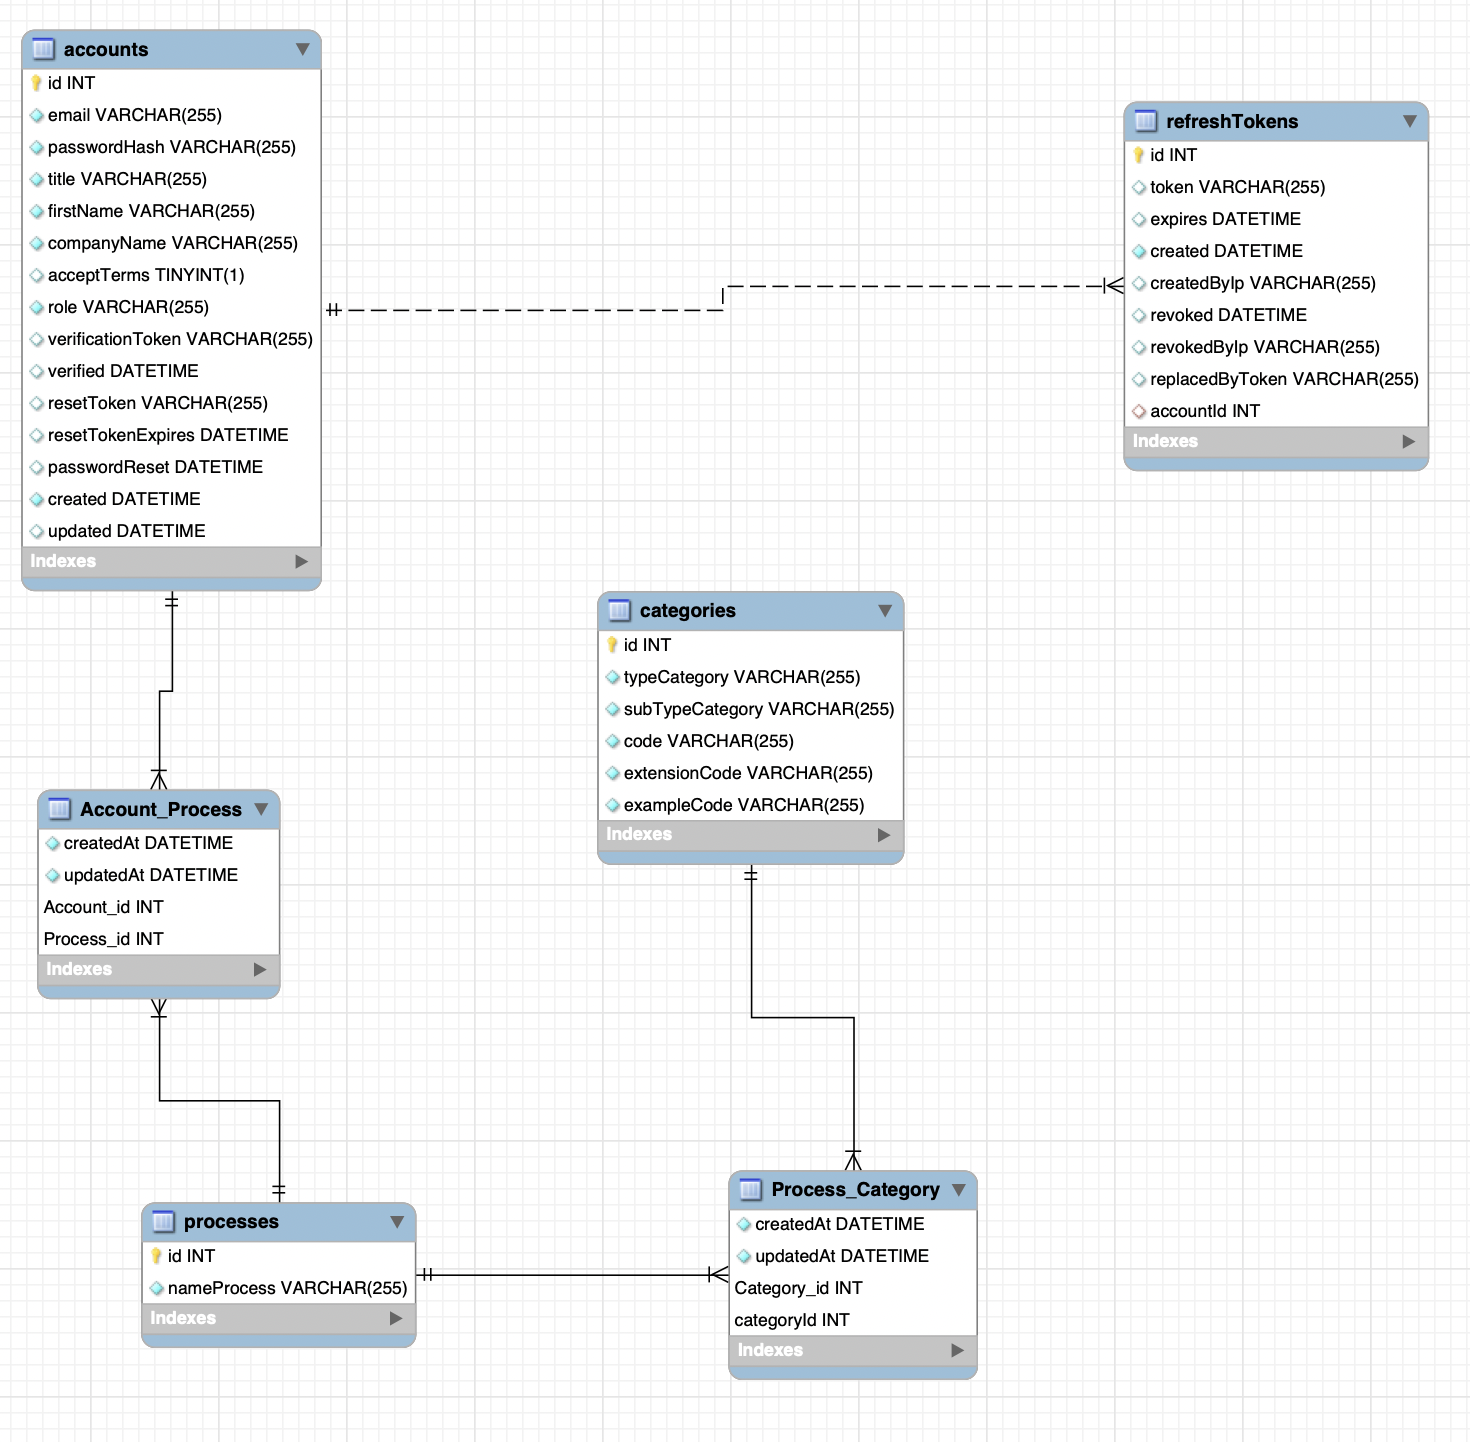 accounts
id INT
email VARCHAR(255)
passwordHash VARCHAR(255)
title VARCHAR(255)
firstName VARCHAR(255)
companyName VARCHAR(255)
acceptTerms TINYINT(1)
role VARCHAR(255)
verificationToken VARCHAR(255)
verified DATETIME
resetToken VARCHAR(255)
resetTokenExpires DATETIME
passwordReset DATETIME
created DATETIME
updated DATETIME
Indexes
refreshTokens
id INT
token VARCHAR(255)
expires DATETIME
created DATETIME
createdByIp VARCHAR(255)
revoked DATETIME
revokedByIp VARCHAR(255)
replacedByToken VARCHAR(255)
accountId INT
Indexes
categories
id INT
typeCategory VARCHAR(255)
subTypeCategory VARCHAR(255)
code VARCHAR(255)
extensionCode VARCHAR(255)
exampleCode VARCHAR(255)
Indexes
Account_Process
createdAt DATETIME
updatedAt DATETIME
Account_id INT
Process_id INT
Indexes
processes
id INT
nameProcess VARCHAR(255)
Indexes
Process_Category
createdAt DATETIME
updatedAt DATETIME
Category_id INT
categoryId INT
Indexes